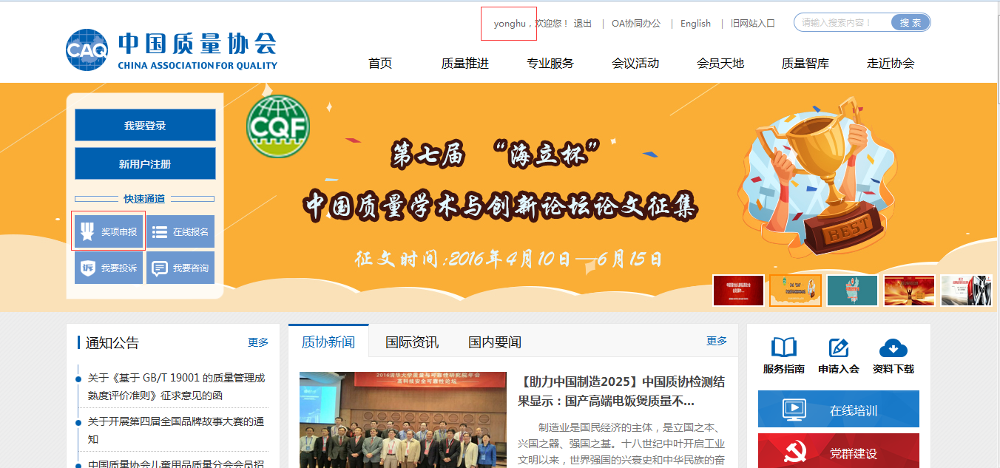 yonghu，欢迎您！ 退出 | OA协同办公 | English | 旧网站入口
请输入搜索内容！ 搜 索
CAQ 中国质量协会
CHINA ASSOCIATION FOR QUALITY
首页 质量推进 专业服务 会议活动 会员天地 质量智库 走近协会
我要登录
新用户注册
快速通道
奖项申报 在线报名
诉 我要投诉 我要咨询
CQF
第七届 “海立杯”
中国质量学术与创新论坛论文征集
征文时间:2016年4月10日—6月15日
BEST
通知公告 更多
关于《基于 GB/T 19001 的质量管理成
熟度评价准则》征求意见的函
关于开展第四届全国品牌故事大赛的通
知
中国质量协会儿童用品质量分会会员招
质协新闻 国际资讯 国内要闻 更多
2016清华大学质量与可靠性研究院年会
【助力中国制造2025】中国质协检测结
果显示：国产高端电饭煲质量不...
制造业是国民经济的主体，是立国之本、
兴国之器、强国之基。十八世纪中叶开启工业
文明以来，世界强国的兴衰史和中华民族的奋
服务指南 申请入会 资料下载
在线培训
党群建设